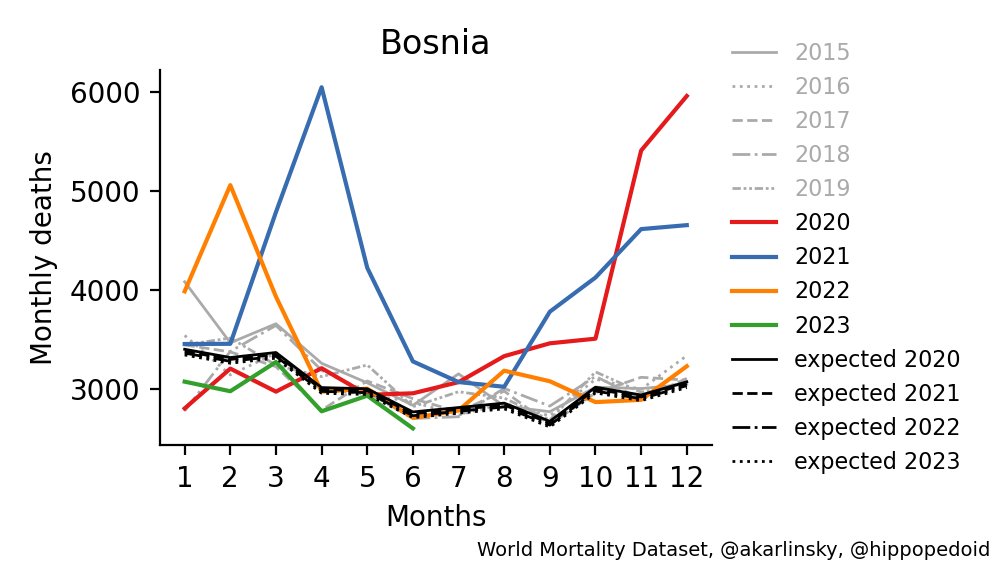 Bosnia
Monthly deaths
6000
5000
4000
3000
1 2 3 4 5 6 7 8 9 10 11 12
Months
2015
2016
2017
2018
2019
2020
2021
2022
2023
expected 2020
expected 2021
expected 2022
expected 2023
World Mortality Dataset, @akarlinsky, @hippopedoid